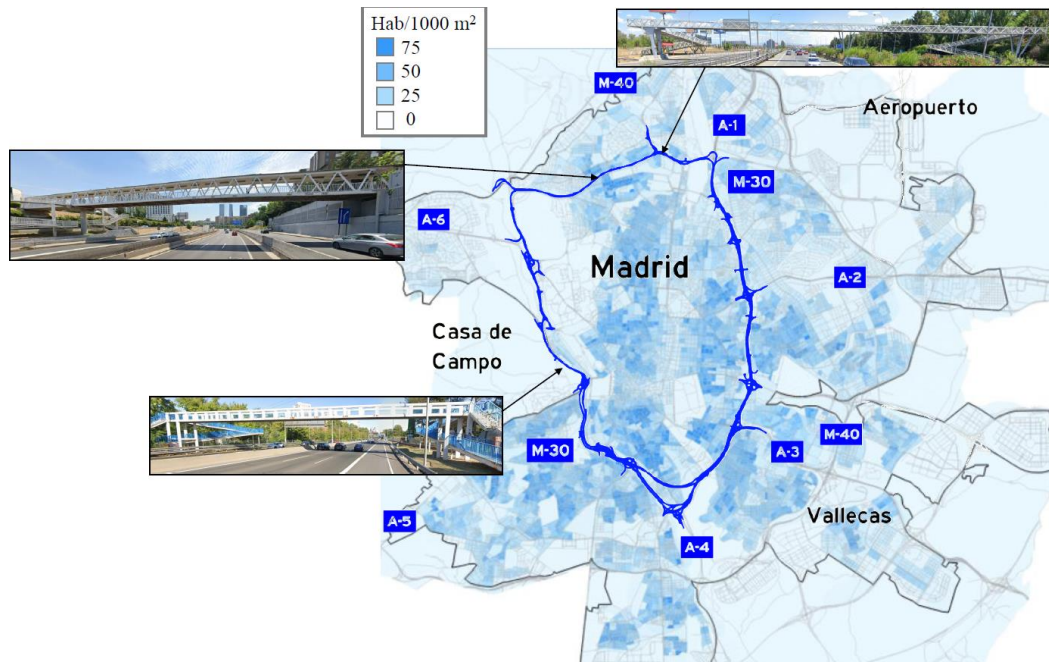 Hab/1000 m²
75
50
25
0
M-40
A-1
Aeropuerto
M-30
A-6
Madrid
A-2
Casa de
Campo
M-30
M-40
A-3
A-5
Vallecas
A-4